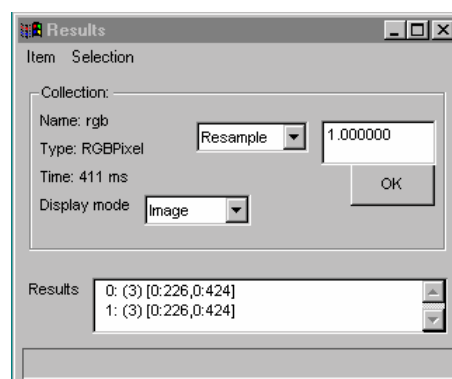 Results
Item Selection
Collection:
Name: rgb
Type: RGBPixel
Resample
1.000000
Time: 411 ms
OK
Display mode
Image
Results
0: (3) [0:226,0:424]
1: (3) [0:226,0:424]